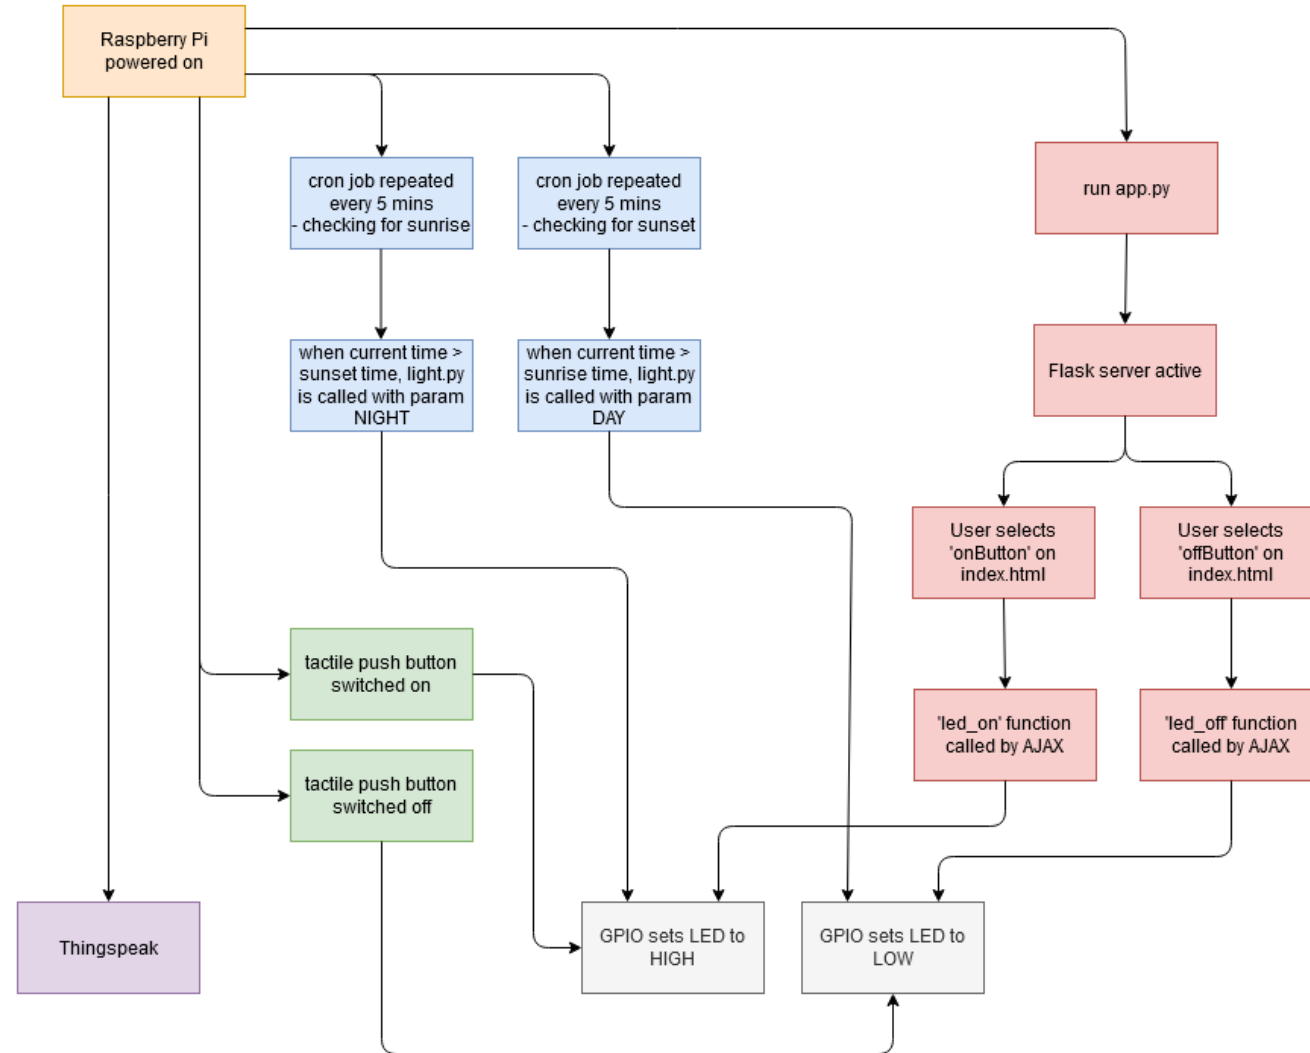 Raspberry Pi
powered on
cron job repeated
every 5 mins
- checking for sunrise
cron job repeated
every 5 mins
- checking for sunset
run app.py
when current time >
sunset time, light.py
is called with param
NIGHT
when current time >
sunrise time, light.py
is called with param
DAY
Flask server active
User selects
'onButton' on
index.html
User selects
'offButton' on
index.html
tactile push button
switched on
'led_on' function
called by AJAX
'led_off' function
called by AJAX
tactile push button
switched off
Thingspeak
GPIO sets LED to
HIGH
GPIO sets LED to
LOW